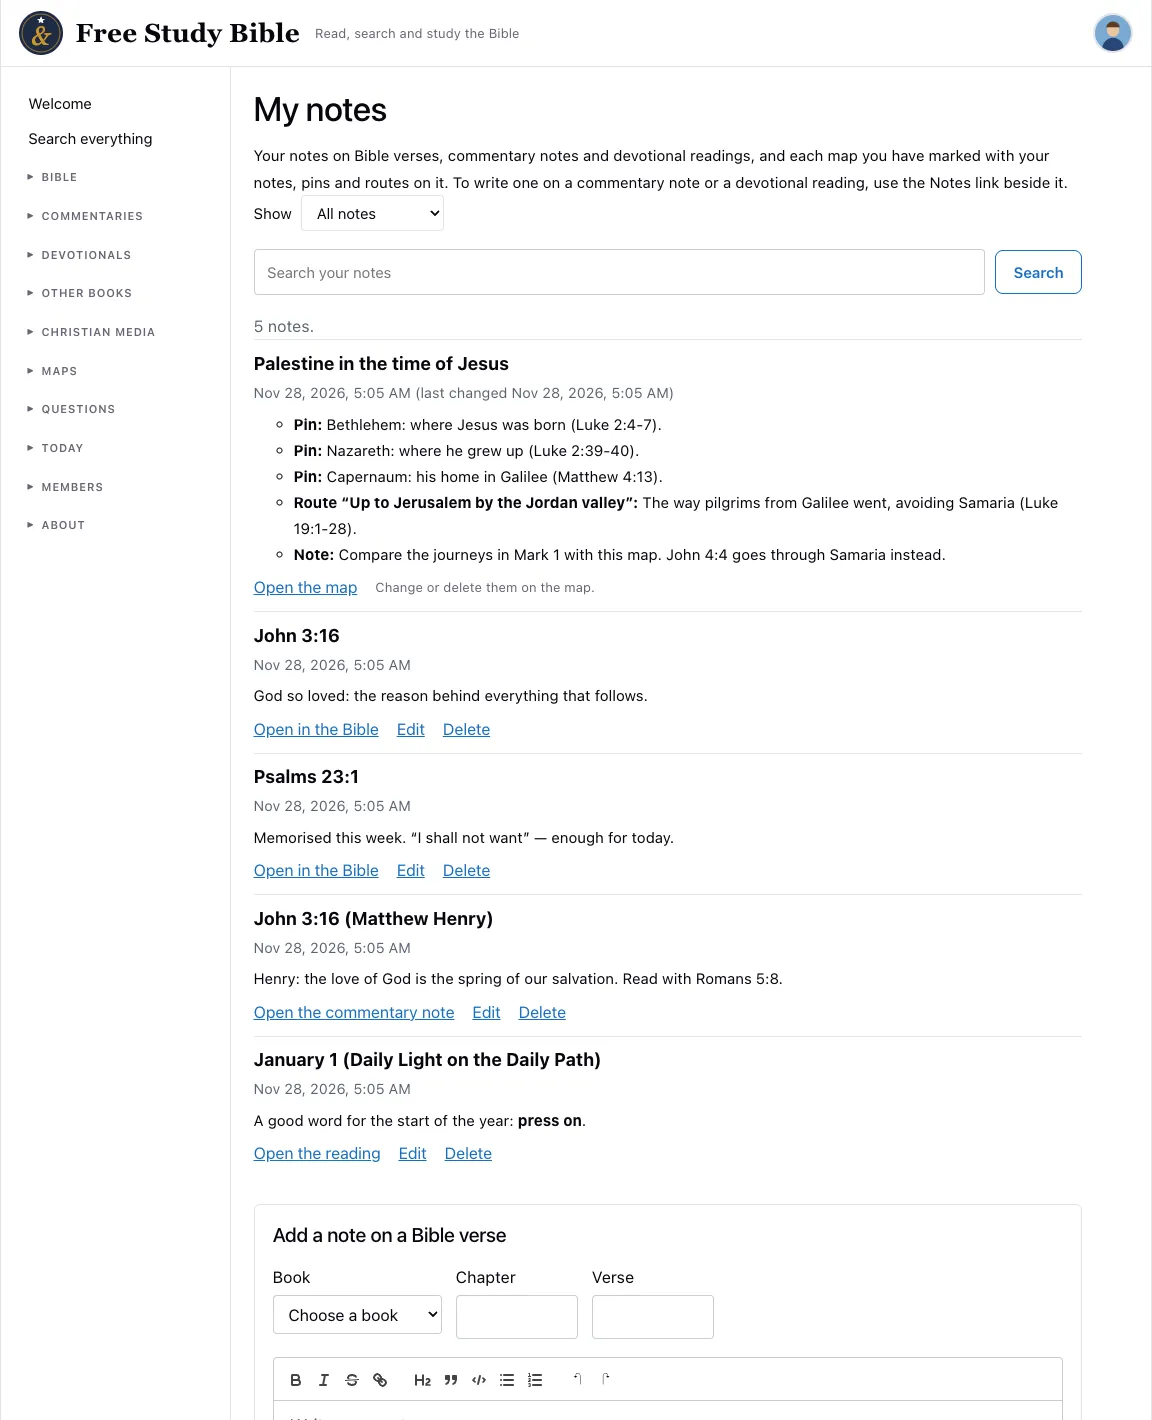 &
Free Study Bible
Read, search and study the Bible
Welcome
Search everything
BIBLE
COMMENTARIES
DEVOTIONALS
OTHER BOOKS
CHRISTIAN MEDIA
MAPS
QUESTIONS
TODAY
MEMBERS
ABOUT
My notes
Your notes on Bible verses, commentary notes and devotional readings, and each map you have marked with your
notes, pins and routes on it. To write one on a commentary note or a devotional reading, use the Notes link beside it.
Show All notes
Search your notes
Search
5 notes.
Palestine in the time of Jesus
Nov 28, 2026, 5:05 AM (last changed Nov 28, 2026, 5:05 AM)
Pin: Bethlehem: where Jesus was born (Luke 2:4-7).
Pin: Nazareth: where he grew up (Luke 2:39-40).
Pin: Capernaum: his home in Galilee (Matthew 4:13).
Route “Up to Jerusalem by the Jordan valley”: The way pilgrims from Galilee went, avoiding Samaria (Luke
19:1-28).
Note: Compare the journeys in Mark 1 with this map. John 4:4 goes through Samaria instead.
Open the map Change or delete them on the map.
John 3:16
Nov 28, 2026, 5:05 AM
God so loved: the reason behind everything that follows.
Open in the Bible Edit Delete
Psalms 23:1
Nov 28, 2026, 5:05 AM
Memorised this week. “I shall not want” — enough for today.
Open in the Bible Edit Delete
John 3:16 (Matthew Henry)
Nov 28, 2026, 5:05 AM
Henry: the love of God is the spring of our salvation. Read with Romans 5:8.
Open the commentary note Edit Delete
January 1 (Daily Light on the Daily Path)
Nov 28, 2026, 5:05 AM
A good word for the start of the year: press on.
Open the reading Edit Delete
Add a note on a Bible verse
Book Chapter Verse
Choose a book
B I S H2